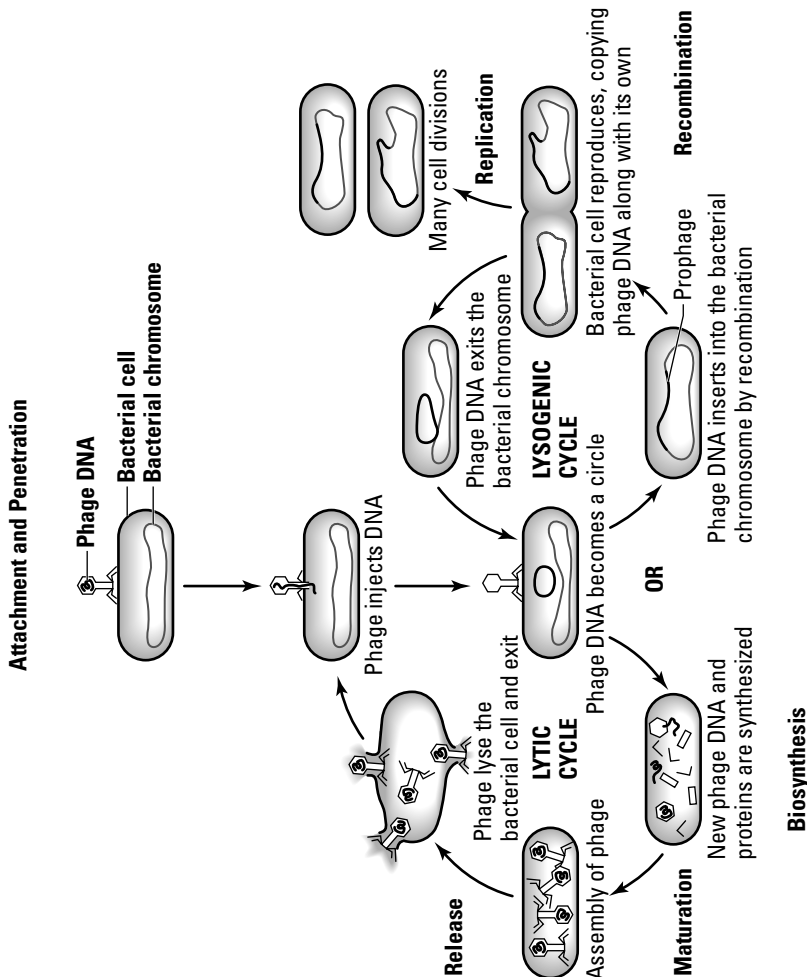 Attachment and Penetration
Phage DNA
Bacterial cell
Bacterial chromosome
Phage injects DNA
Phage DNA becomes a circle
OR
LYTIC
CYCLE
New phage DNA and
proteins are synthesized
Biosynthesis
Assembly of phage
Maturation
Phage lyse the
bacterial cell and exit
Release
LYSOGENIC
CYCLE
Phage DNA inserts into the bacterial
chromosome by recombination
Prophage
Recombination
Bacterial cell reproduces, copying
phage DNA along with its own
Replication
Many cell divisions
Phage DNA exits the
bacterial chromosome